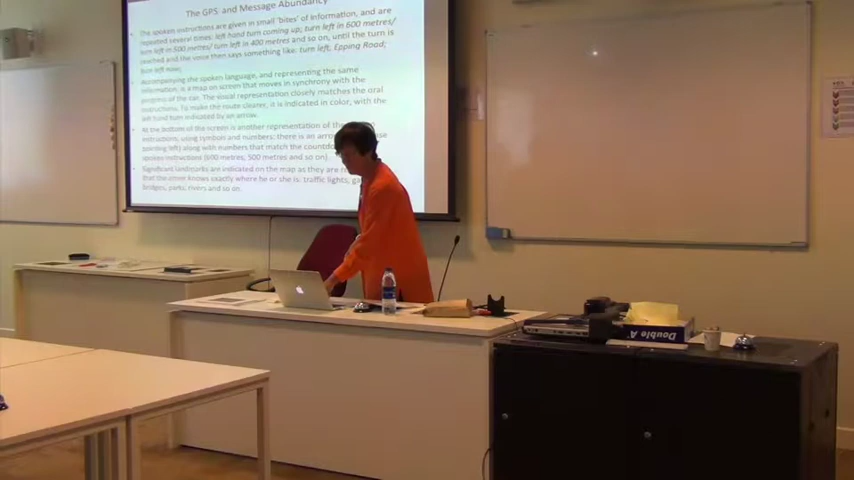 The GPS and Message Abundancy
The spoken instructions are given in small 'bites' of information, and are
repeated several times: left hand turn coming up; turn left in 600 metres/
turn left in 500 metres/ turn left in 400 metres and so on, until the turn is
reached and the voice then says something like: turn left, Epping Road;
turn left now.
Accompanying the spoken language, and representing the same
information, is a map on screen that moves in synchrony with the
progress of the car. The visual representation closely matches the oral
instructions. To make the route clearer, it is indicated in color, with the
left hand turn indicated by an arrow.
At the bottom of the screen is another representation of the
instructions, using symbols and numbers: there is an
pointing left) along with numbers that match the
spoken instructions (600 metres, 500 metres and so on).
Significant landmarks are indicated on the map as they are
that the driver knows exactly where he or she is: traffic lights,
bridges, parks, rivers and so on.
YES
Double A